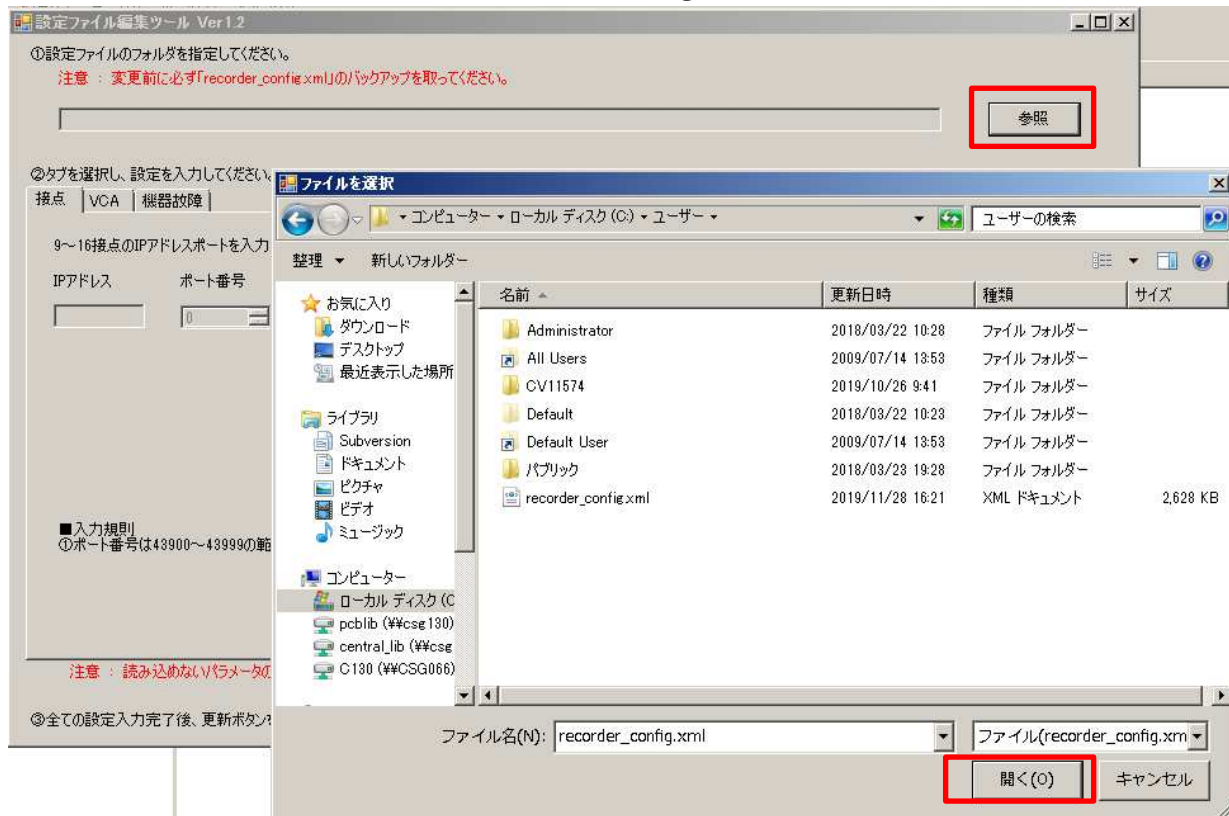 設定ファイル編集ツール Ver1.2
①設定ファイルのフォルダを指定してください。
注意 : 変更前に必ず「recorder_config.xml」のバックアップを取ってください。
参照
②タブを選択し、設定を入力してください。
接点 VCA 機器故障
9～16接点のIPアドレスポートを入力
IPアドレス ポート番号
0
■入力規則
①ポート番号は43900～43999の範
注意 : 読み込めないパラメータの
③全ての設定入力完了後、更新ボタンを
ファイルを選択
コンピューター ローカル ディスク (C:) ユーザー
ユーザーの検索
整理 新しいフォルダー
お気に入り
ダウンロード
デスクトップ
最近表示した場所
ライブラリ
Subversion
ドキュメント
ピクチャ
ビデオ
ミュージック
コンピューター
ローカル ディスク (C
pcblib (¥¥csg130)
central_lib (¥¥csg
C130 (¥¥CSG066)
名前 更新日時 種類 サイズ
Administrator 2018/03/22 10:28 ファイル フォルダー
All Users 2009/07/14 13:53 ファイル フォルダー
CV11574 2019/10/26 9:41 ファイル フォルダー
Default 2018/03/22 10:23 ファイル フォルダー
Default User 2009/07/14 13:53 ファイル フォルダー
パブリック 2018/03/23 19:28 ファイル フォルダー
recorder_config.xml 2019/11/28 16:21 XML ドキュメント 2,628 KB
ファイル名(N): recorder_config.xml ファイル(recorder_config.xm
開く(O) キャンセル